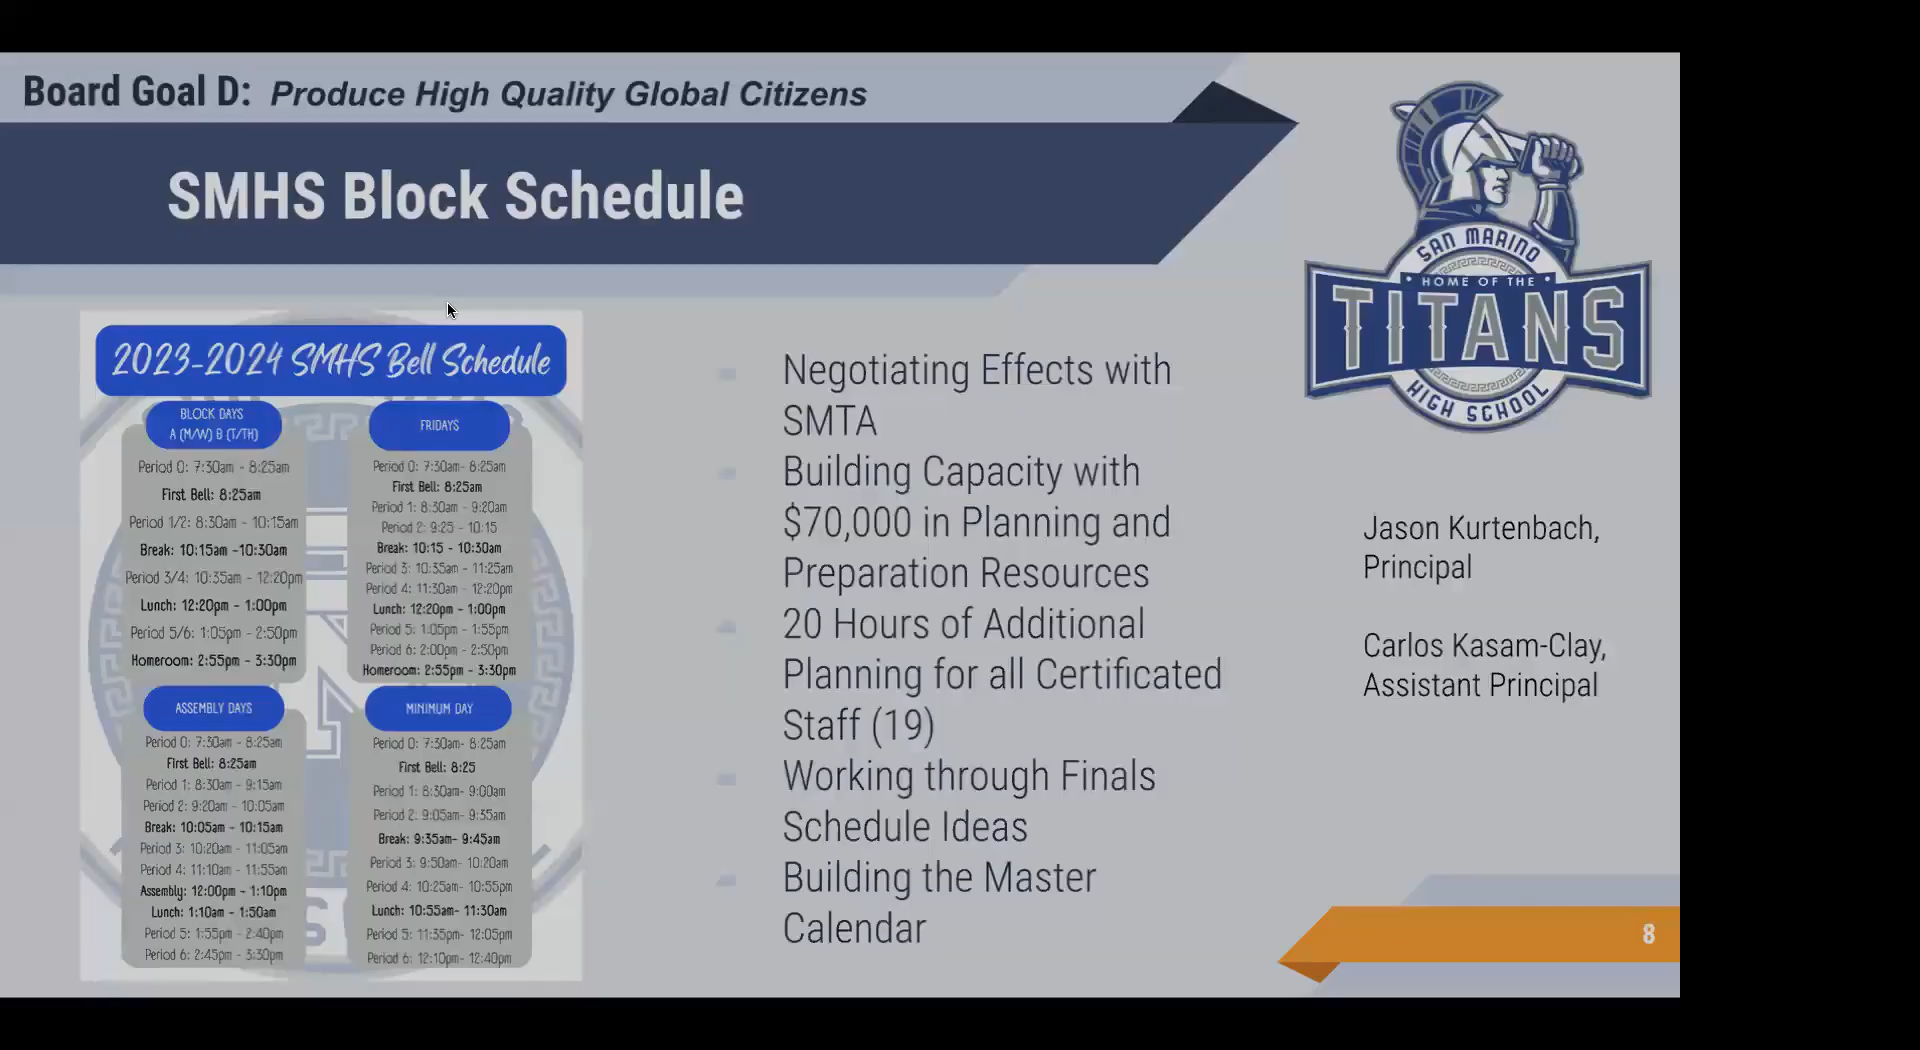 Board Goal D: Produce High Quality Global Citizens
SMHS Block Schedule
SAN MARINO
• HOME OF THE •
TITANS
HIGH SCHOOL
2023-2024 SMHS Bell Schedule
BLOCK DAYS
A (M/W) B (T/TH)
Period 0: 7:30am - 8:25am
First Bell: 8:25am
Period 1/2: 8:30am - 10:15am
Break: 10:15am -10:30am
Period 3/4: 10:35am - 12:20pm
Lunch: 12:20pm - 1:00pm
Period 5/6: 1:05pm - 2:50pm
Homeroom: 2:55pm - 3:30pm
FRIDAYS
Period 0: 7:30am- 8:25am
First Bell: 8:25am
Period 1: 8:30am - 9:20am
Period 2: 9:25 - 10:15
Break: 10:15 - 10:30am
Period 3: 10:35am - 11:25am
Period 4: 11:30am - 12:20pm
Lunch: 12:20pm - 1:00pm
Period 5: 1:05pm - 1:55pm
Period 6: 2:00pm - 2:50pm
Homeroom: 2:55pm - 3:30pm
ASSEMBLY DAYS
Period 0: 7:30am - 8:25am
First Bell: 8:25am
Period 1: 8:30am - 9:15am
Period 2: 9:20am - 10:05am
Break: 10:05am - 10:15am
Period 3: 10:20am - 11:05am
Period 4: 11:10am - 11:55am
Assembly: 12:00pm - 1:10pm
Lunch: 1:10am - 1:50am
Period 5: 1:55pm - 2:40pm
Period 6: 2:45pm - 3:30pm
MINIMUM DAY
Period 0: 7:30am- 8:25am
First Bell: 8:25
Period 1: 8:30am- 9:00am
Period 2: 9:05am- 9:35am
Break: 9:35am- 9:45am
Period 3: 9:50am- 10:20am
Period 4: 10:25am- 10:55pm
Lunch: 10:55am- 11:30am
Period 5: 11:35pm- 12:05pm
Period 6: 12:10pm- 12:40pm
Negotiating Effects with
SMTA
Building Capacity with
$70,000 in Planning and
Preparation Resources
20 Hours of Additional
Planning for all Certificated
Staff (19)
Working through Finals
Schedule Ideas
Building the Master
Calendar
Jason Kurtenbach,
Principal
Carlos Kasam-Clay,
Assistant Principal
8